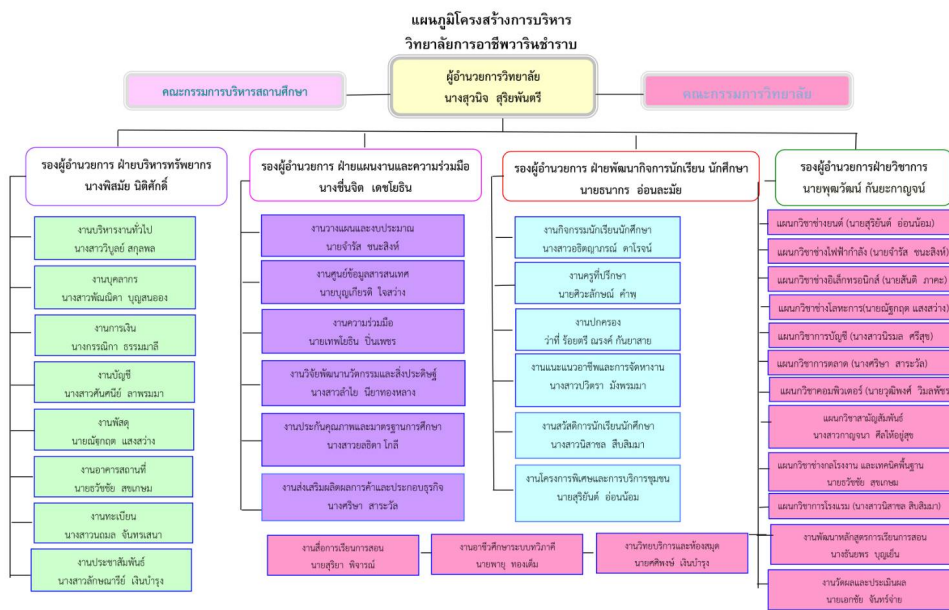 แผนภูมิโครงสร้างการบริหาร
วิทยาลัยการอาชีพวารินชำราบ
ผู้อำนวยการวิทยาลัย
นางสุวนิจ สุริยพันตรี
คณะกรรมการบริหารสถานศึกษา
คณะกรรมการวิทยาลัย
รองผู้อำนวยการ ฝ่ายบริหารทรัพยากร
นางพิสมัย นิติศักดิ์
งานบริหารงานทั่วไป
นางสาววิบูลย์ สกุลพล
งานบุคลากร
นางสาวพัณณิดา บุญสนออง
งานการเงิน
นางกรรณิกา ธรรมมาลี
งานบัญชี
นางสาวศันศนีย์ ลาพรมมา
งานพัสดุ
นายณัฐกฤต แสงสว่าง
งานอาคารสถานที่
นายธวัชชัย สุขเกษม
งานทะเบียน
นางสาวนฤมล จันทรเสนา
งานประชาสัมพันธ์
นางสาวลักษณารีย์ เงินบำรุง
รองผู้อำนวยการ ฝ่ายแผนงานและความร่วมมือ
นางชื่นจิต เดชโยธิน
งานวางแผนและงบประมาณ
นายจำรัส ชนะสิงห์
งานศูนย์ข้อมูลสารสนเทศ
นายบุญเกียรติ ใจสว่าง
งานความร่วมมือ
นายเทพโยธิน ปิ่นเพชร
งานวิจัยพัฒนานวัตกรรมและสิ่งประดิษฐ์
นางสาวลำไย นียาทองหลาง
งานประกันคุณภาพและมาตรฐานการศึกษา
นางสาวยลธิดา โกลี
งานส่งเสริมผลิตผลการค้าและประกอบธุรกิจ
นางศริษา สาระวัล
รองผู้อำนวยการ ฝ่ายพัฒนากิจการนักเรียน นักศึกษา
นายธนากร อ่อนละมัย
งานกิจกรรมนักเรียนนักศึกษา
นางสาวอธิตญาภรณ์ ดาโรจน์
งานครูที่ปรึกษา
นายศิวะลักษณ์ คำพุ
งานปกครอง
ว่าที่ ร้อยตรี ณรงค์ กันยาสาย
งานแนะแนวอาชีพและการจัดหางาน
นางสาวปวิตรา มังพรมมา
งานสวัสดิการนักเรียนนักศึกษา
นางสาวนิสาชล สืบสิมมา
งานโครงการพิเศษและการบริการชุมชน
นายสุริยันต์ อ่อนน้อม
รองผู้อำนวยการฝ่ายวิชาการ
นายพุฒวัฒน์ กันยะกาญจน์
แผนกวิชาช่างยนต์ (นายสุริยันต์ อ่อนน้อม)
แผนกวิชาช่างไฟฟ้ากำลัง (นายจำรัส ชนะสิงห์)
แผนกวิชาช่างอิเล็กทรอนิกส์ (นายสันติ ภาคะ)
แผนกวิชาช่างโลหะการ(นายณัฐกฤต แสงสว่าง)
แผนกวิชาการบัญชี (นางสาวนิรมล ศรีสุข)
แผนกวิชาการตลาด (นางศริษา สาระวัล)
แผนกวิชาคอมพิวเตอร์ (นายวุฒิพงศ์ วิมลพัชร
แผนกวิชาสามัญสัมพันธ์
นางสาวกาญจนา ศีลให้อยู่สุข
แผนกวิชาช่างกลโรงงาน และเทคนิคพื้นฐาน
นายธวัชชัย สุขเกษม
แผนกวิชาการโรงแรม (นางสาวนิสาชล สืบสิมมา)
งานพัฒนาหลักสูตรการเรียนการสอน
นางธันยพร บุญเย็น
งานวัดผลและประเมินผล
นายเอกชัย จันทร์จ่าย
งานสื่อการเรียนการสอน
นายสุริยา พิจารณ์
งานอาชีวศึกษาระบบทวิภาคี
นายพายุ ทองเต็ม
งานวิทยบริการและห้องสมุด
นายศศิพงษ์ เงินบำรุง